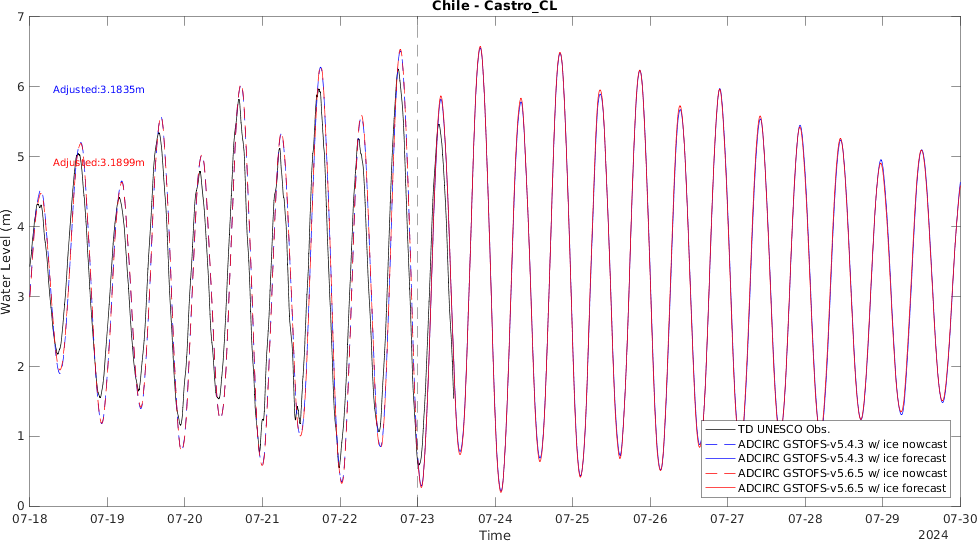 Chile - Castro_CL
7
6
5
4
3
2
1
0
Water Level (m)
Adjusted:3.1835m
Adjusted:3.1899m
TD UNESCO Obs.
ADCIRC GSTOFS-v5.4.3 w/ ice nowcast
ADCIRC GSTOFS-v5.4.3 w/ ice forecast
ADCIRC GSTOFS-v5.6.5 w/ ice nowcast
ADCIRC GSTOFS-v5.6.5 w/ ice forecast
07-18 07-19 07-20 07-21 07-22 07-23 07-24 07-25 07-26 07-27 07-28 07-29 07-30
Time
2024